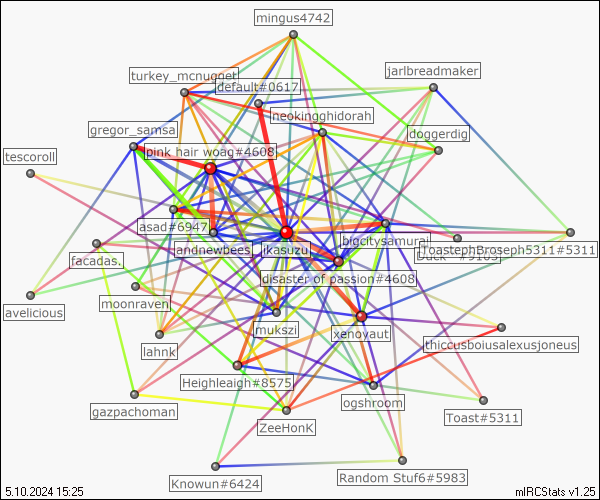 mingus4742
jarlbreadmaker
turkey_mcnugget
default#0617
neokingghidorah
doggerdig
gregor_samsa
pink hair woag#4608
tescoroll
asad#6947
andnewbees
ikasuzu
bigcitysamurai
ToastephBroseph5311#5311
facadas.
disaster of passion#4608
avelicious
moonraven
mukszi
xenoyaut
lahnk
thiccusboiusalexusjoneus
Heighleaigh#8575
ogshroom
Toast#5311
gazpachoman
ZeeHonK
Knowun#6424
Random Stuf6#5983
5.10.2024 15:25
mIRCStats v1.25